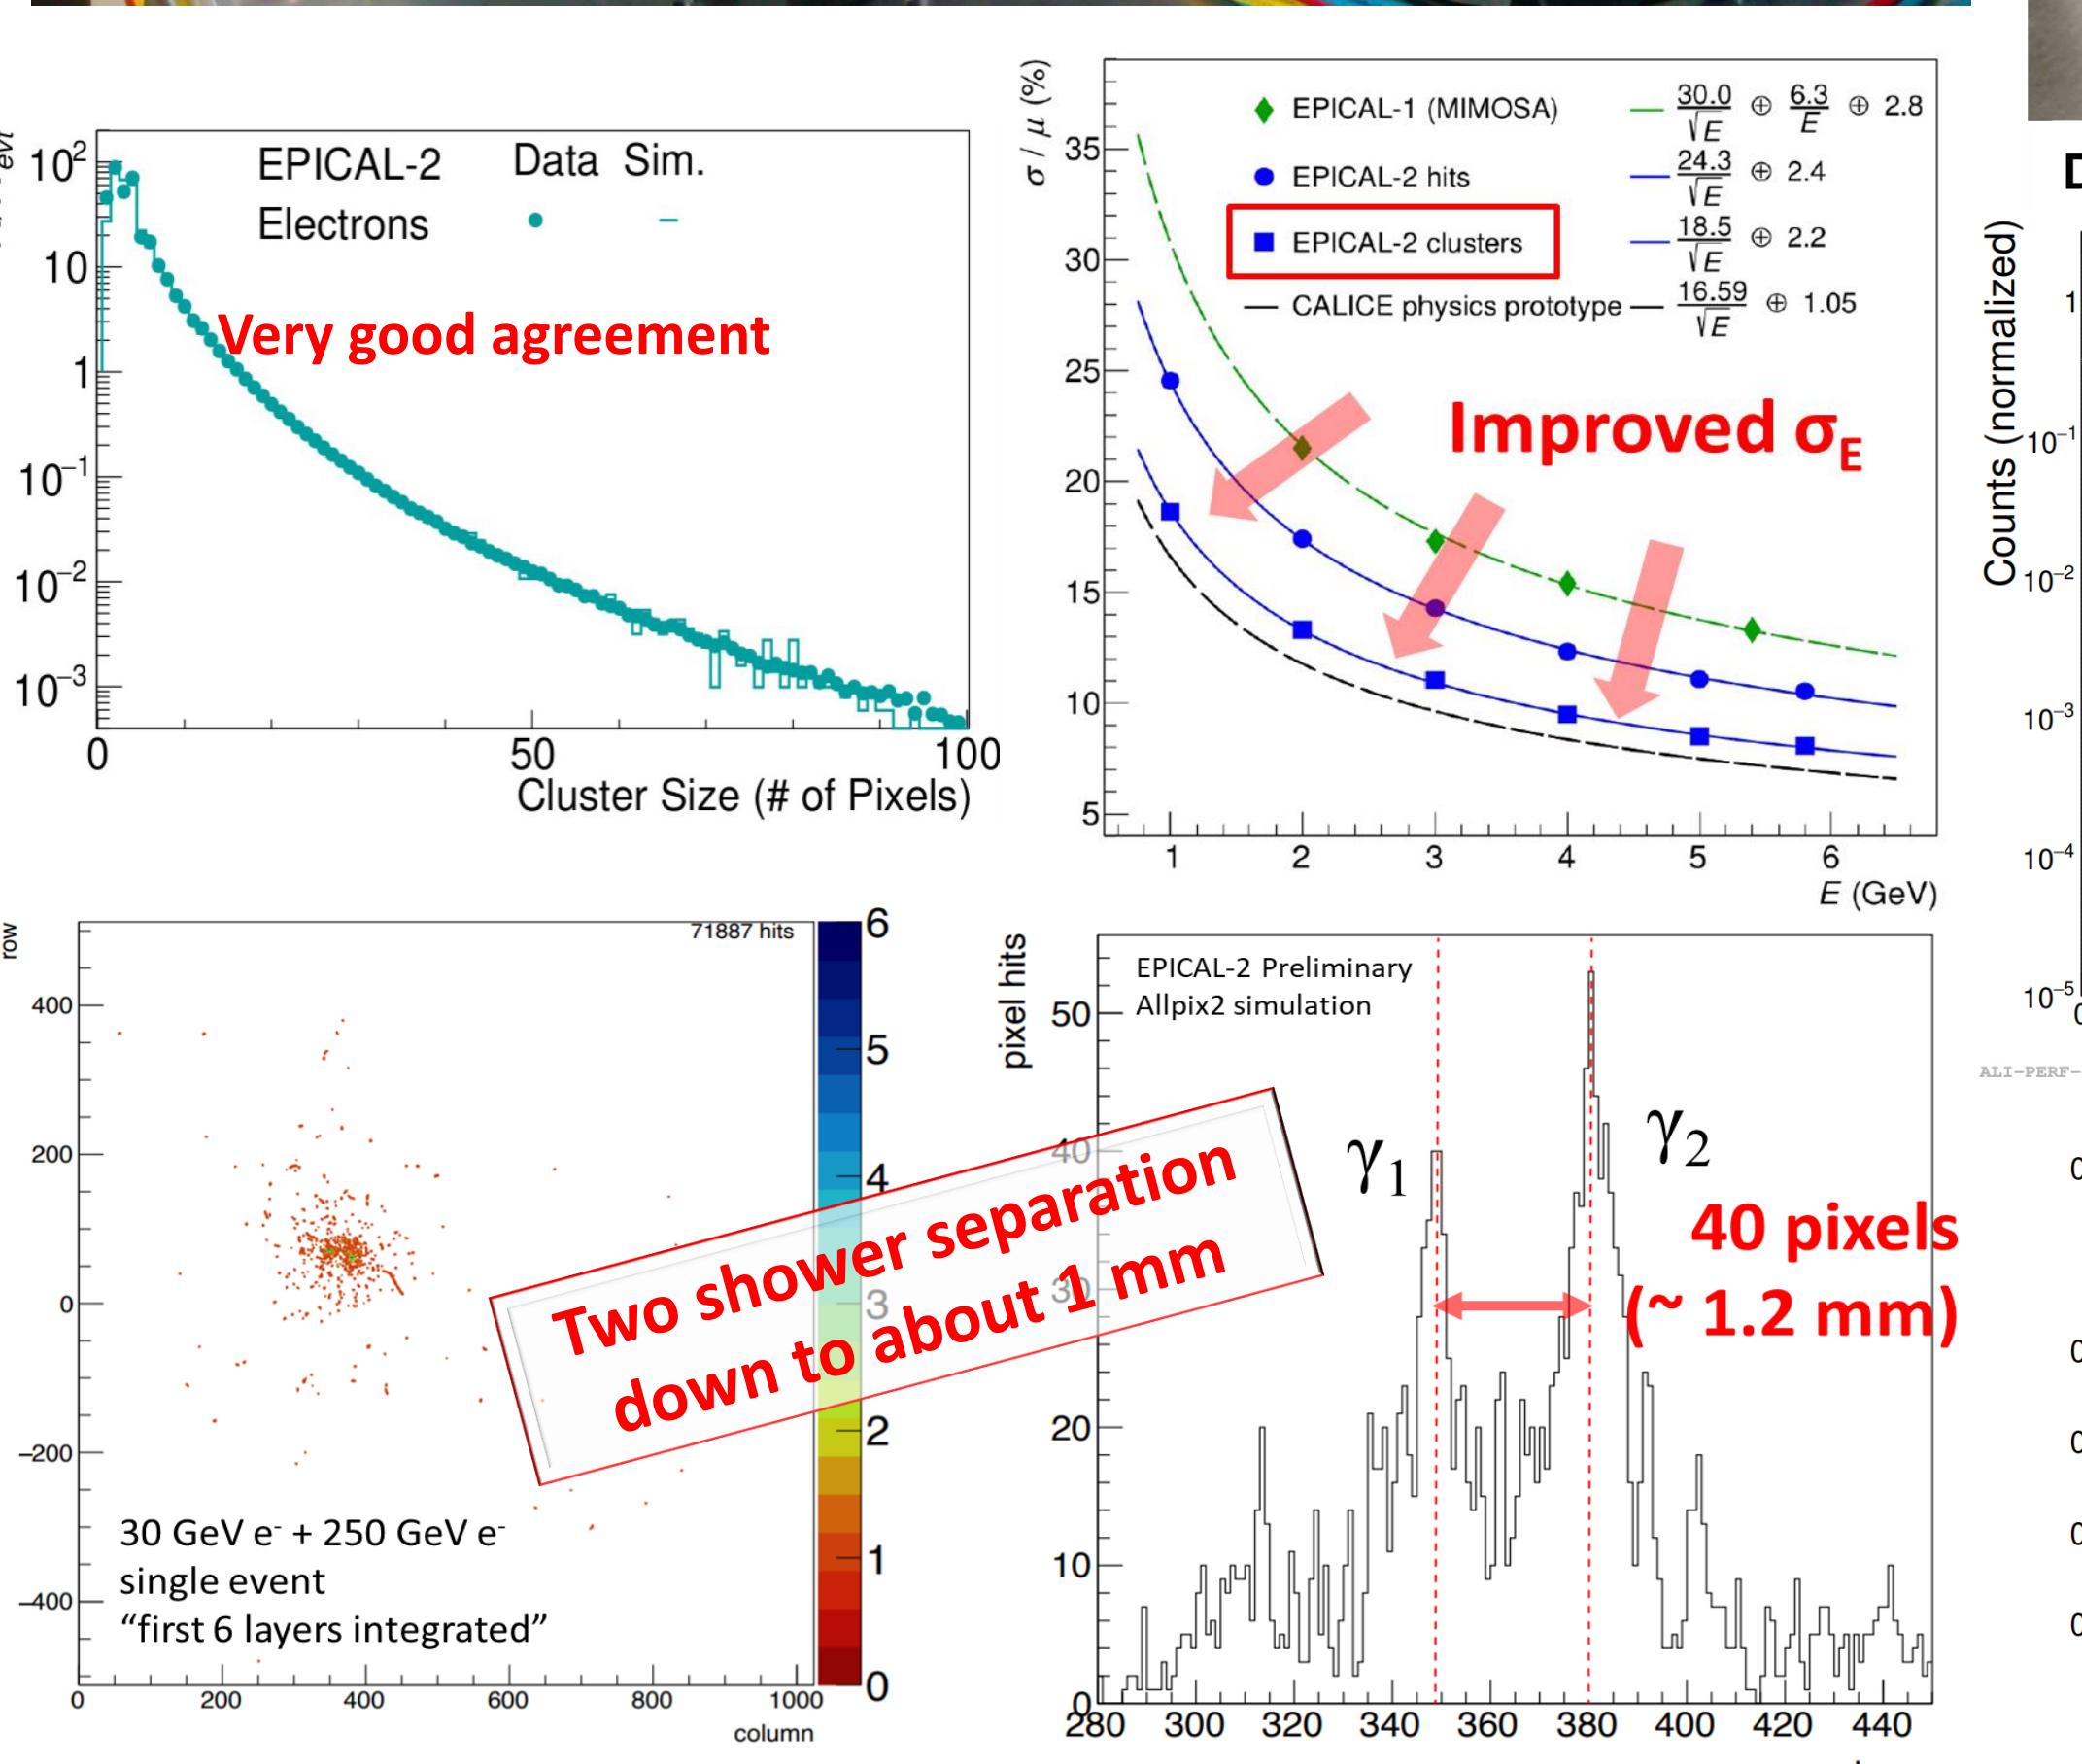 evt
10²
10
1
10⁻¹
10⁻²
10⁻³
EPICAL-2 Data Sim.
Electrons
Very good agreement
0 50 100
Cluster Size (# of Pixels)
σ / μ (%)
35
30
25
20
15
10
5
EPICAL-1 (MIMOSA) 30.0/√E ⊕ 6.3/E ⊕ 2.8
EPICAL-2 hits 24.3/√E ⊕ 2.4
EPICAL-2 clusters 18.5/√E ⊕ 2.2
CALICE physics prototype 16.59/√E ⊕ 1.05
Improved σE
1 2 3 4 5 6
E (GeV)
Counts (normalized)
1
10⁻¹
10⁻²
10⁻³
10⁻⁴
10⁻⁵
ALI-PERF-
row
71887 hits
400
200
0
−200
−400
30 GeV e⁻ + 250 GeV e⁻
single event
“first 6 layers integrated”
0 200 400 600 800 1000
column
6
5
4
3
2
1
0
Two shower separation
down to about 1 mm
pixel hits
50
40
30
20
10
0
EPICAL-2 Preliminary
Allpix2 simulation
γ1
γ2
40 pixels
(~ 1.2 mm)
280 300 320 340 360 380 400 420 440